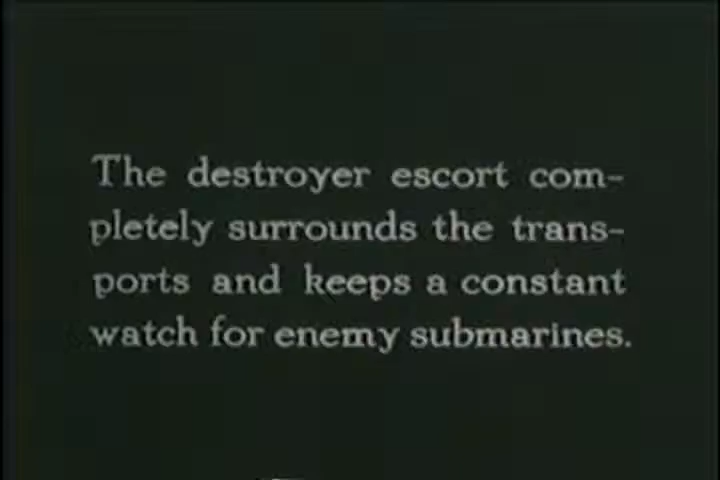 The destroyer escort com-
pletely surrounds the trans-
ports and keeps a constant
watch for enemy submarines.